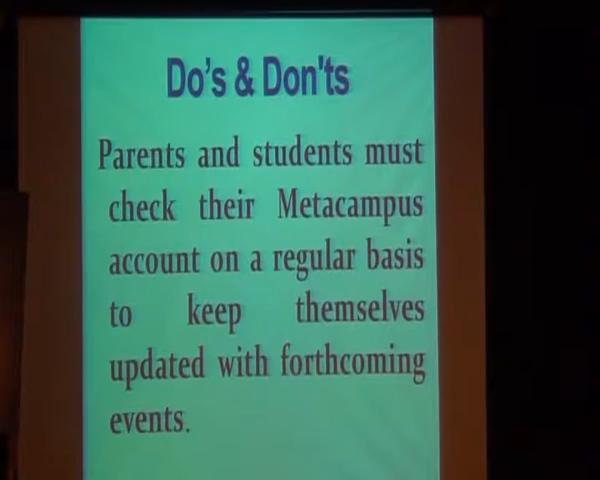 Do's & Don'ts
Parents and students must
check their Metacampus
account on a regular basis
to keep themselves
updated with forthcoming
events.